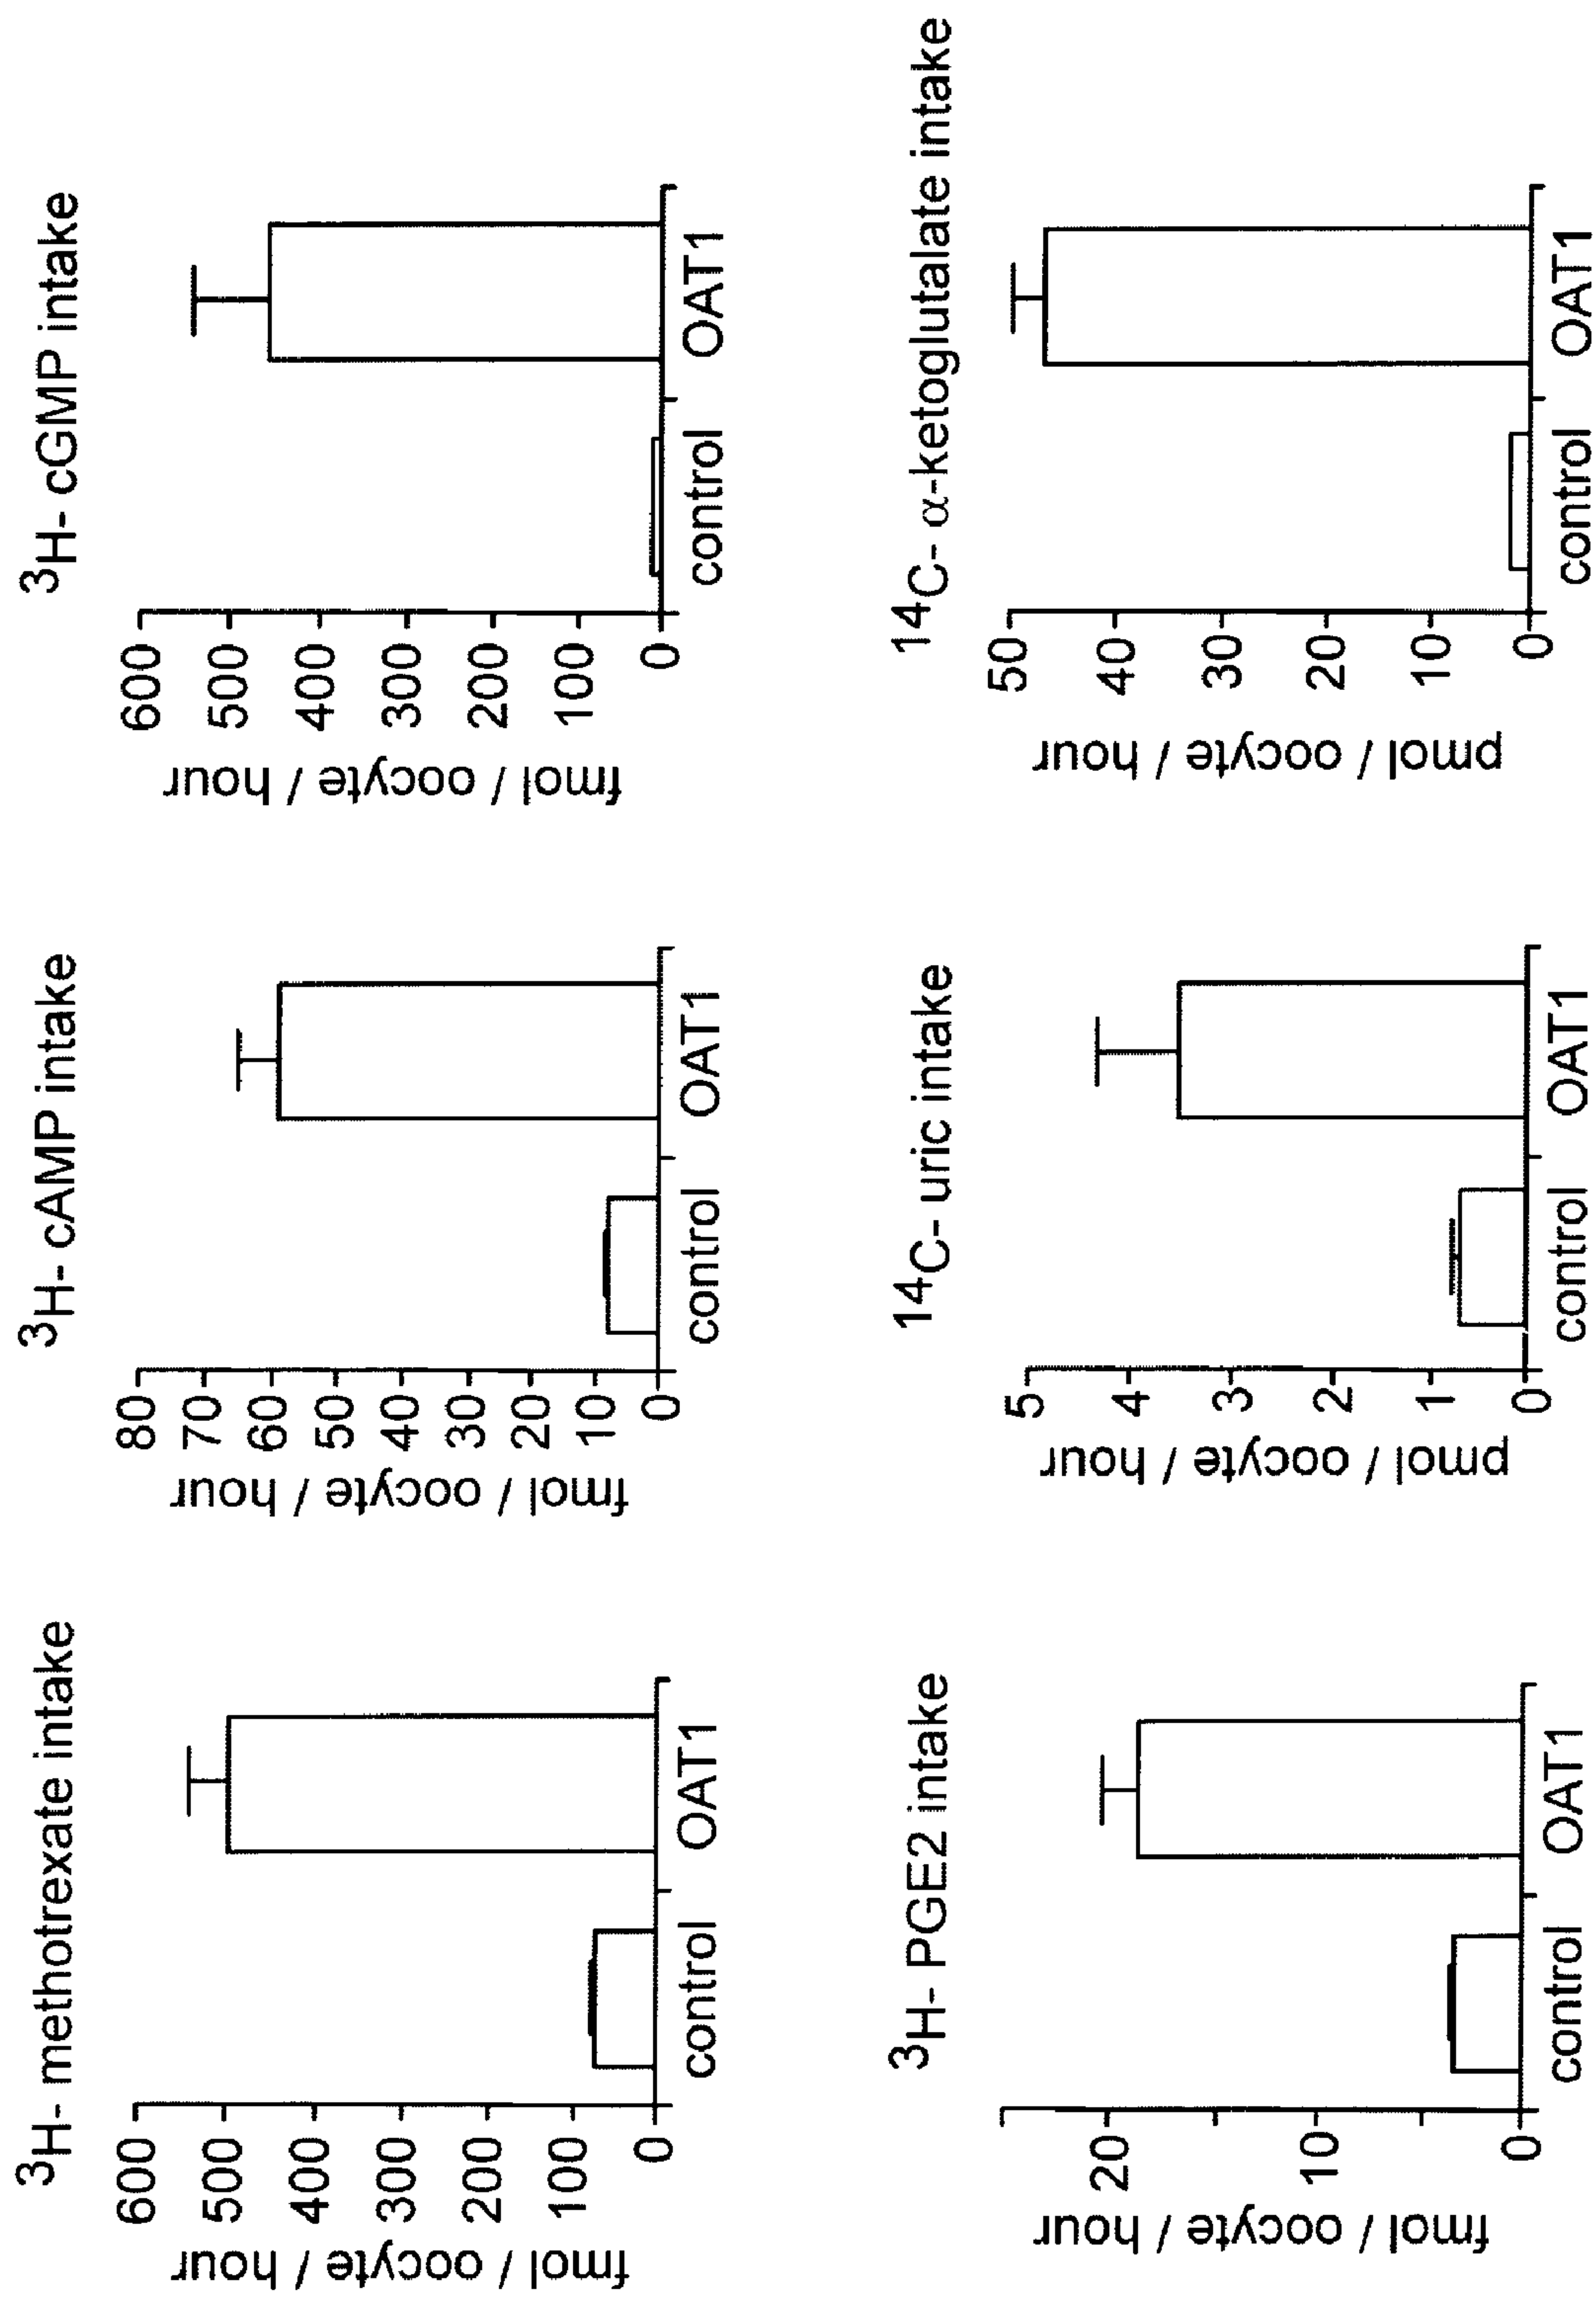 ³H- methotrexate intake
fmol / oocyte / hour
600
500
400
300
200
100
0
control OAT1
³H- cAMP intake
fmol / oocyte / hour
80
70
60
50
40
30
20
10
0
control OAT1
³H- cGMP intake
fmol / oocyte / hour
600
500
400
300
200
100
0
control OAT1
³H- PGE2 intake
fmol / oocyte / hour
20
10
0
control OAT1
¹⁴C- uric intake
pmol / oocyte / hour
5
4
3
2
1
0
control OAT1
¹⁴C- α-ketoglutalate intake
pmol / oocyte / hour
50
40
30
20
10
0
control OAT1